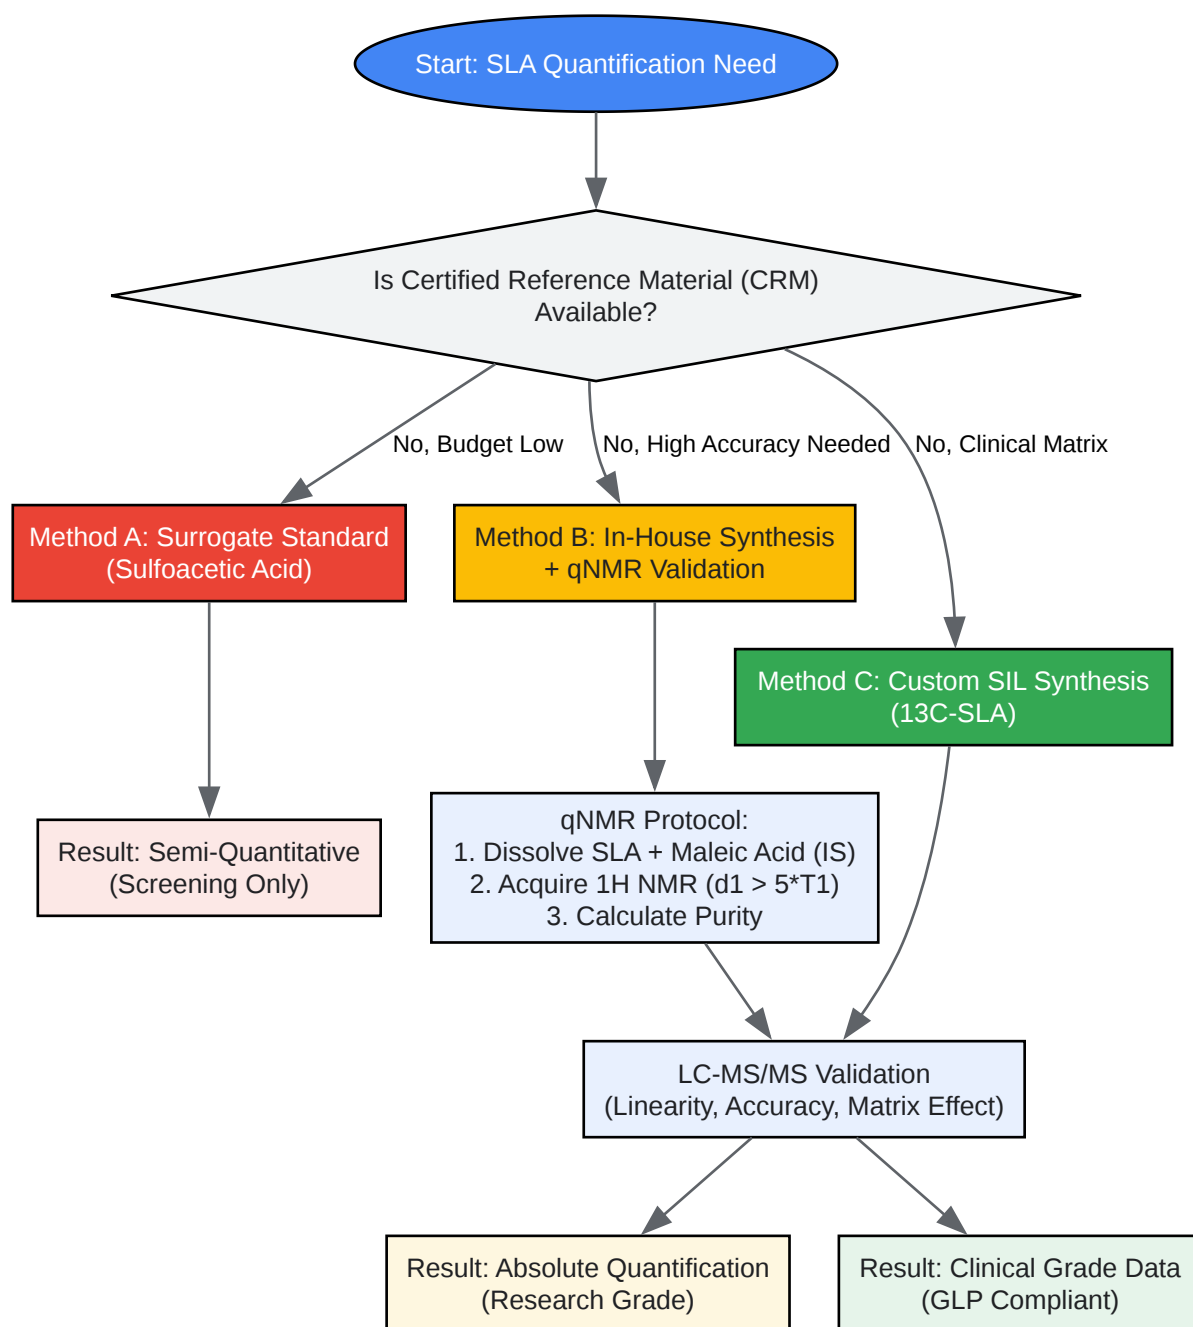 Start: SLA Quantification Need
Is Certified Reference Material (CRM)
Available?
No, Budget Low
No, High Accuracy Needed
No, Clinical Matrix
Method A: Surrogate Standard
(Sulfoacetic Acid)
Method B: In-House Synthesis
+ qNMR Validation
Method C: Custom SIL Synthesis
(13C-SLA)
Result: Semi-Quantitative
(Screening Only)
qNMR Protocol:
1. Dissolve SLA + Maleic Acid (IS)
2. Acquire 1H NMR (d1 > 5*T1)
3. Calculate Purity
LC-MS/MS Validation
(Linearity, Accuracy, Matrix Effect)
Result: Absolute Quantification
(Research Grade)
Result: Clinical Grade Data
(GLP Compliant)